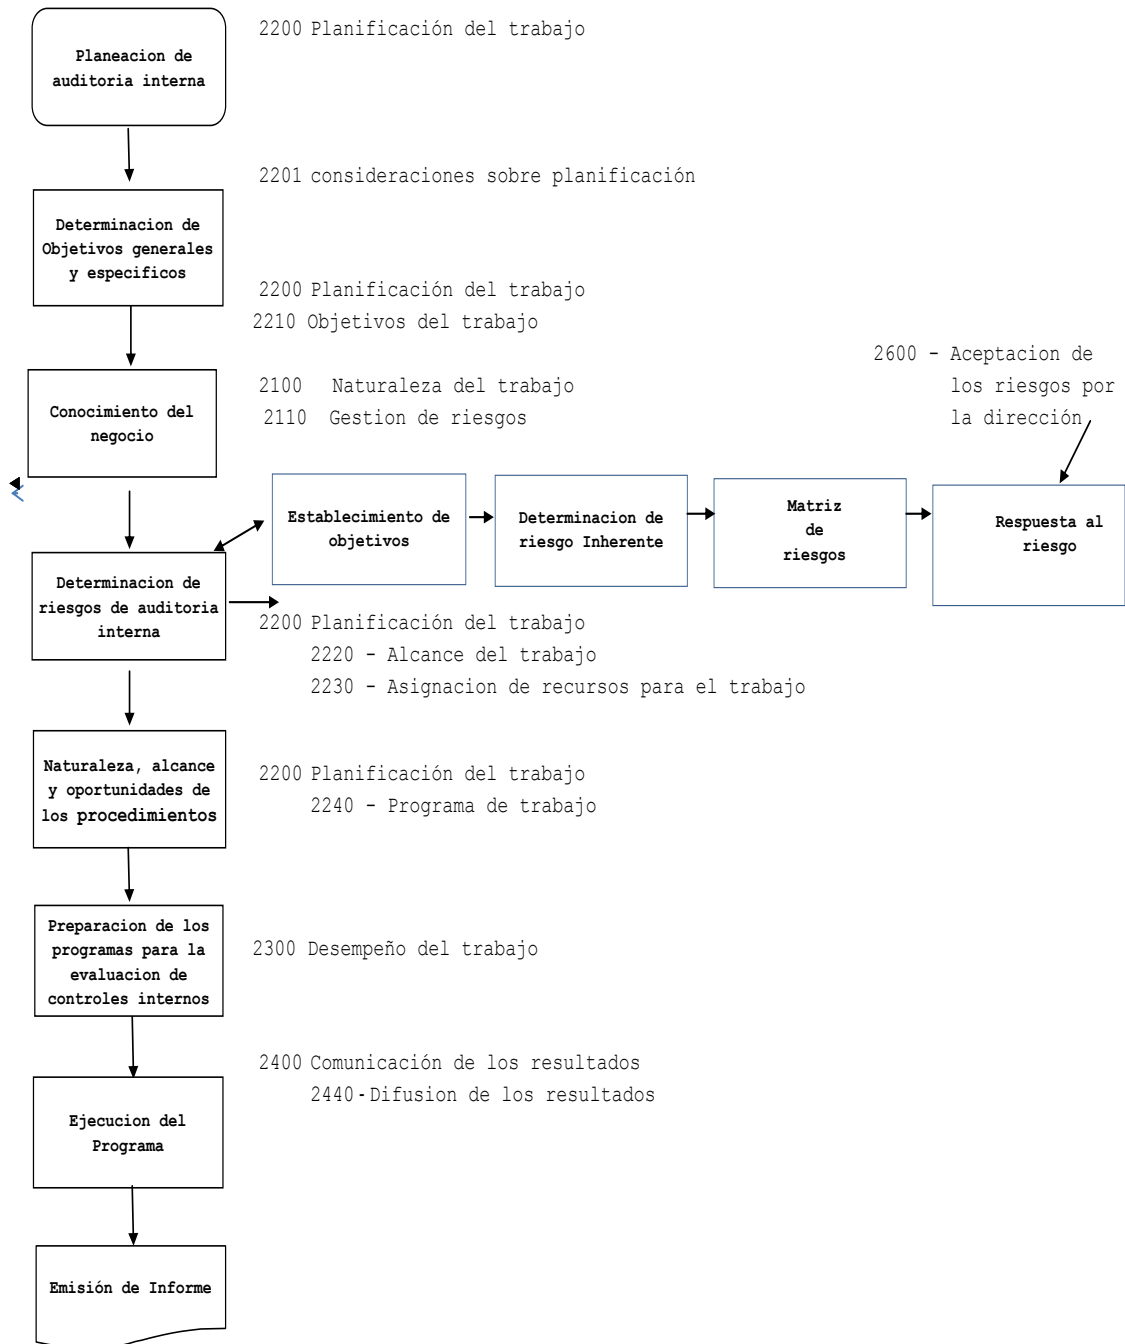 2200 Planificación del trabajo
Planeacion de
auditoria interna
2201 consideraciones sobre planificación
Determinacion de
Objetivos generales
y especificos
2200 Planificación del trabajo
2210 Objetivos del trabajo
2600 - Aceptacion de
los riesgos por
la dirección
2100 Naturaleza del trabajo
2110 Gestion de riesgos
Conocimiento del
negocio
Establecimiento de
objetivos
Determinacion de
riesgo Inherente
Matriz
de
riesgos
Respuesta al
riesgo
Determinacion de
riesgos de auditoria
interna
2200 Planificación del trabajo
2220 - Alcance del trabajo
2230 - Asignacion de recursos para el trabajo
Naturaleza, alcance
y oportunidades de
los procedimientos
2200 Planificación del trabajo
2240 - Programa de trabajo
Preparacion de los
programas para la
evaluacion de
controles internos
2300 Desempeño del trabajo
2400 Comunicación de los resultados
2440-Difusion de los resultados
Ejecucion del
Programa
Emisión de Informe